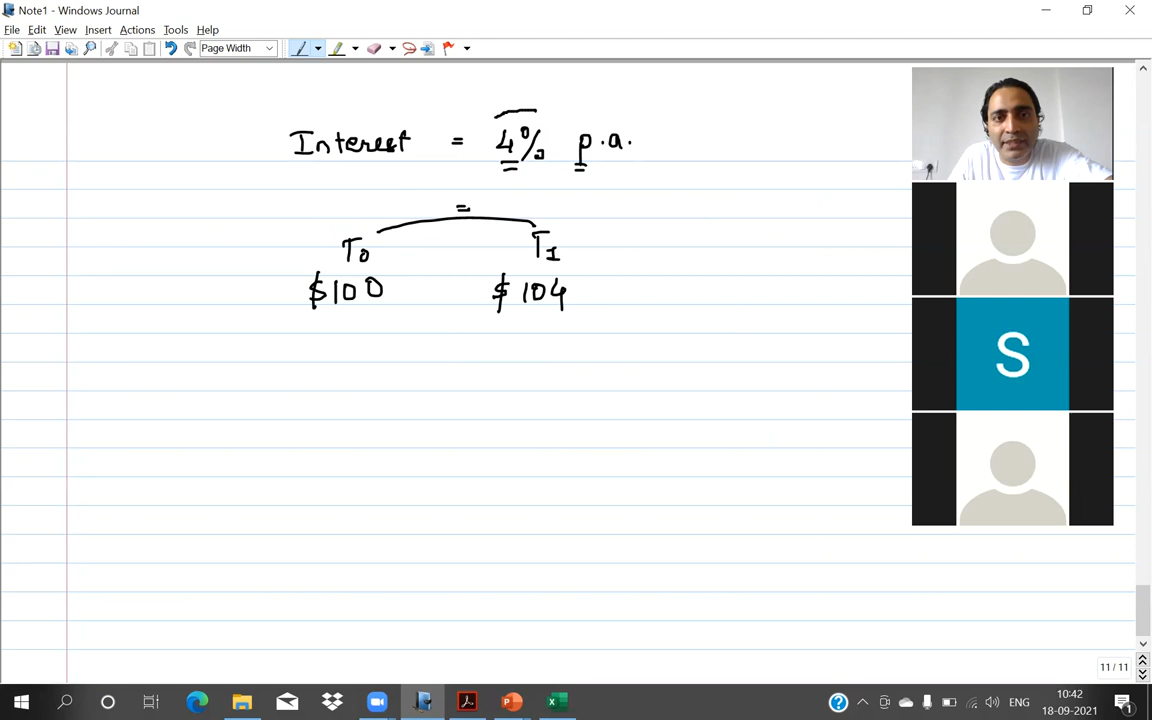 Note1 - Windows Journal
File Edit View Insert Actions Tools Help
Page Width
Interest = 4% p.a.
=
T0 T1
$100 $104
S
11 / 11
ENG
10:42
18-09-2021
1